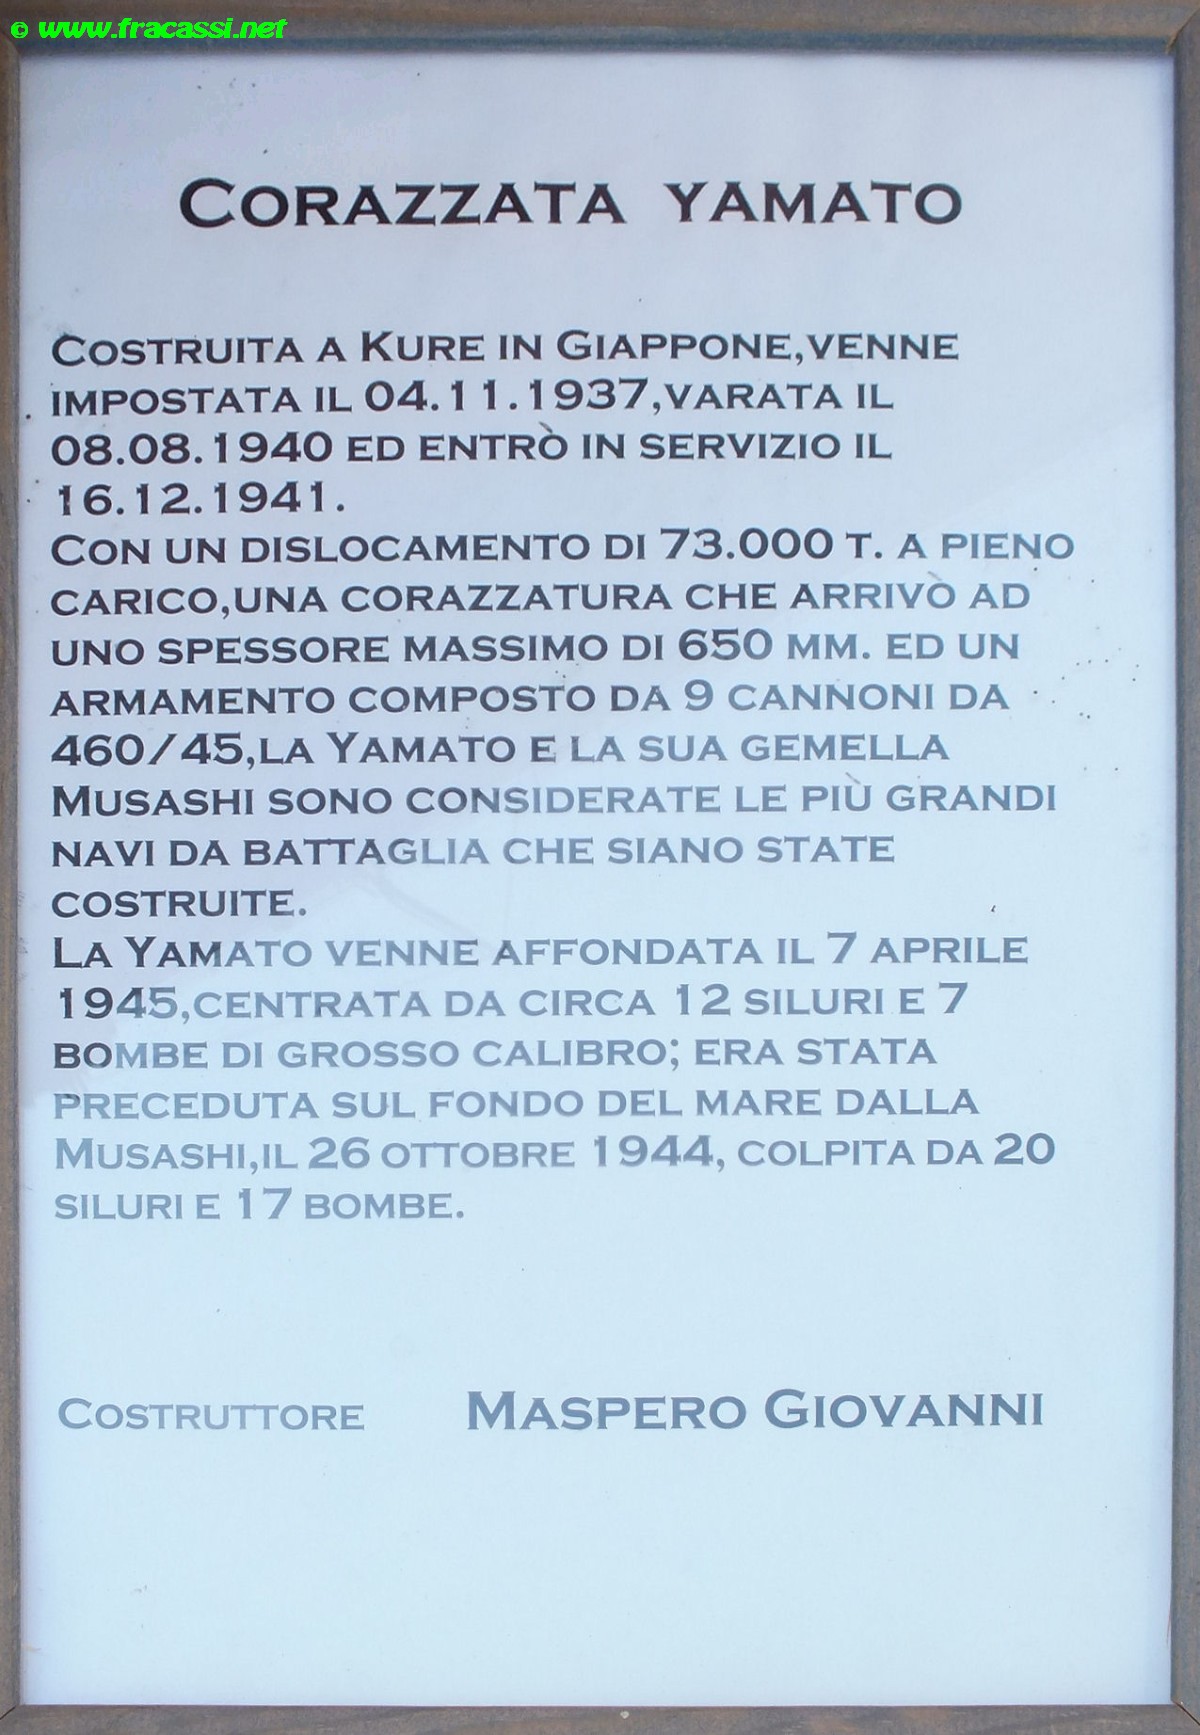 © www.fracassi.net
CORAZZATA YAMATO
COSTRUITA A KURE IN GIAPPONE,VENNE
IMPOSTATA IL 04.11.1937,VARATA IL
08.08.1940 ED ENTRÒ IN SERVIZIO IL
16.12.1941.
CON UN DISLOCAMENTO DI 73.000 T. A PIENO
CARICO,UNA CORAZZATURA CHE ARRIVÒ AD
UNO SPESSORE MASSIMO DI 650 MM. ED UN
ARMAMENTO COMPOSTO DA 9 CANNONI DA
460/45,LA YAMATO E LA SUA GEMELLA
MUSASHI SONO CONSIDERATE LE PIÙ GRANDI
NAVI DA BATTAGLIA CHE SIANO STATE
COSTRUITE.
LA YAMATO VENNE AFFONDATA IL 7 APRILE
1945,CENTRATA DA CIRCA 12 SILURI E 7
BOMBE DI GROSSO CALIBRO; ERA STATA
PRECEDUTA SUL FONDO DEL MARE DALLA
MUSASHI,IL 26 OTTOBRE 1944, COLPITA DA 20
SILURI E 17 BOMBE.
COSTRUTTORE MASPERO GIOVANNI